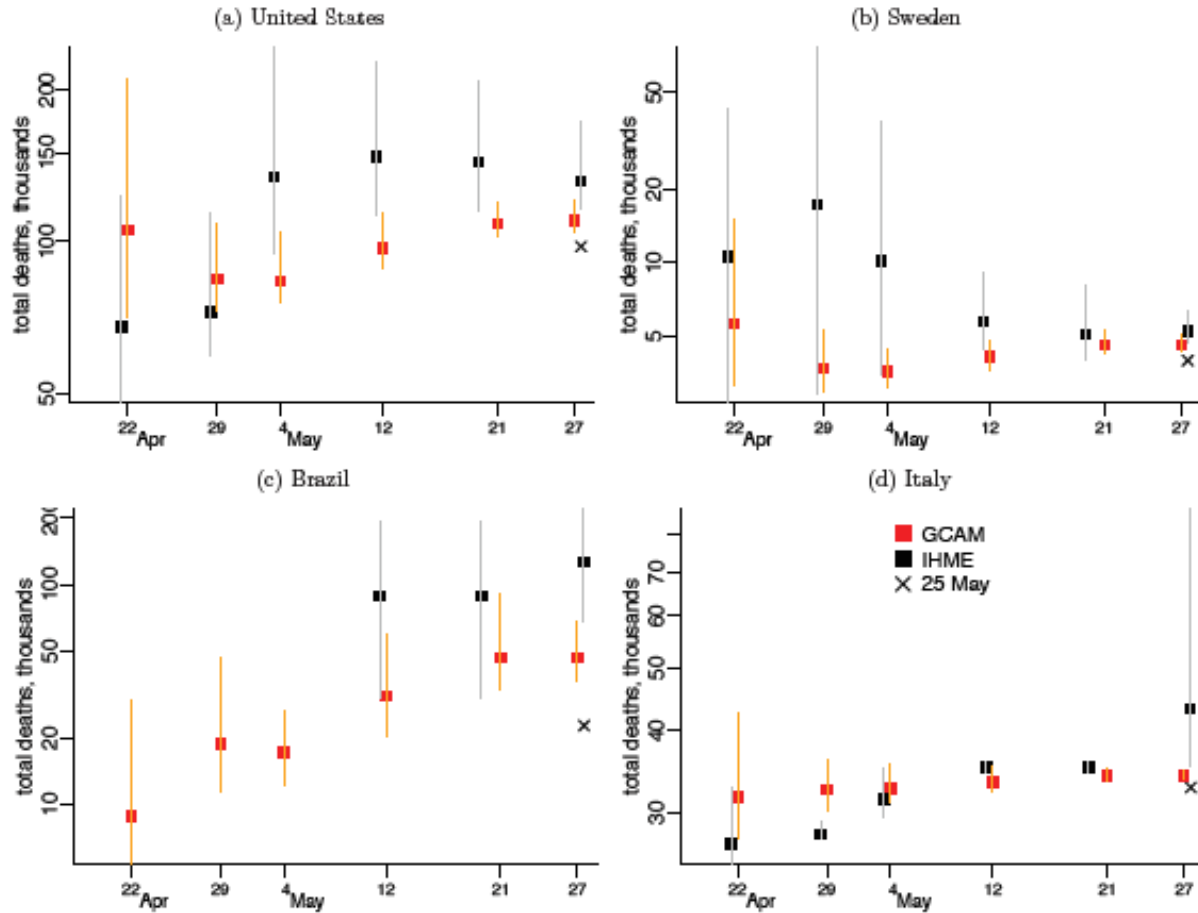 (a) United States
total deaths, thousands
200
150
100
50
22 Apr 29 4 May 12 21 27
(b) Sweden
total deaths, thousands
50
20
10
5
22 Apr 29 4 May 12 21 27
(c) Brazil
total deaths, thousands
200
100
50
20
10
22 Apr 29 4 May 12 21 27
(d) Italy
total deaths, thousands
70
60
50
40
30
GCAM
IHME
25 May
22 Apr 29 4 May 12 21 27